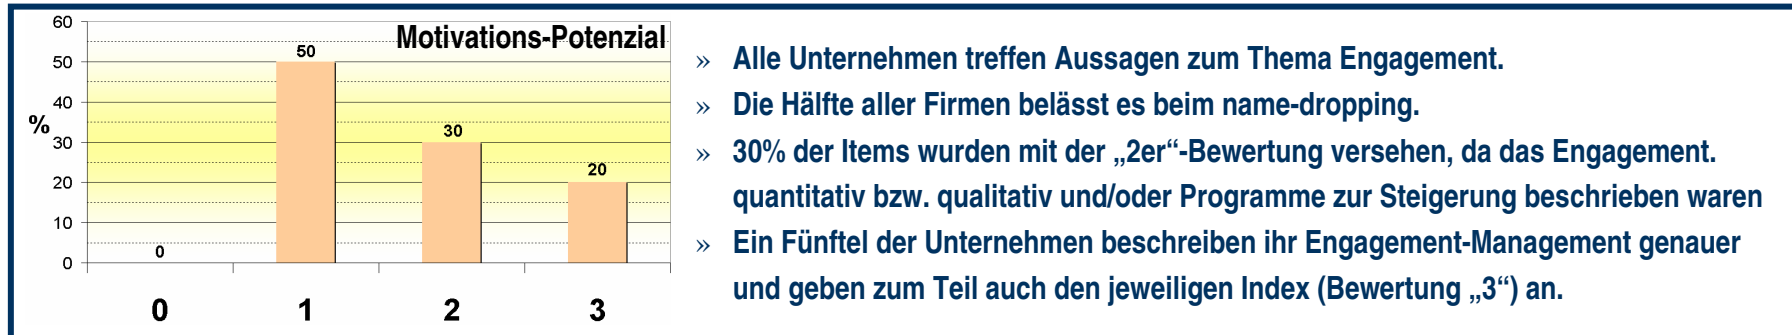 Motivations-Potenzial
60
50
40
30
20
10
0
%
0
50
30
20
0 1 2 3
» Alle Unternehmen treffen Aussagen zum Thema Engagement.
» Die Hälfte aller Firmen belässt es beim name-dropping.
» 30% der Items wurden mit der „2er“-Bewertung versehen, da das Engagement.
quantitativ bzw. qualitativ und/oder Programme zur Steigerung beschrieben waren
» Ein Fünftel der Unternehmen beschreiben ihr Engagement-Management genauer
und geben zum Teil auch den jeweiligen Index (Bewertung „3“) an.